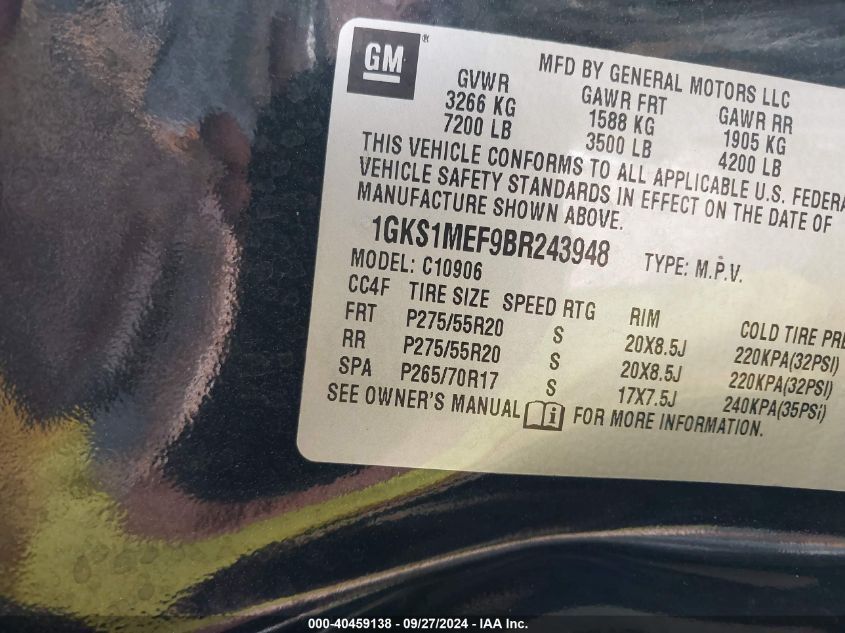 GM®
MFD BY GENERAL MOTORS LLC
GVWR GAWR FRT GAWR RR
3266 KG 1588 KG 1905 KG
7200 LB 3500 LB 4200 LB
THIS VEHICLE CONFORMS TO ALL APPLICABLE U.S. FEDERA
VEHICLE SAFETY STANDARDS IN EFFECT ON THE DATE OF
MANUFACTURE SHOWN ABOVE.
1GKS1MEF9BR243948 TYPE: M.P.V.
MODEL: C10906
CC4F TIRE SIZE SPEED RTG RIM COLD TIRE PRE
FRT P275/55R20 S 20X8.5J 220KPA(32PSI)
RR P275/55R20 S 20X8.5J 220KPA(32PSI)
SPA P265/70R17 S 17X7.5J 240KPA(35PSi)
SEE OWNER'S MANUAL i FOR MORE INFORMATION.
000-40459138 - 09/27/2024 - IAA Inc.